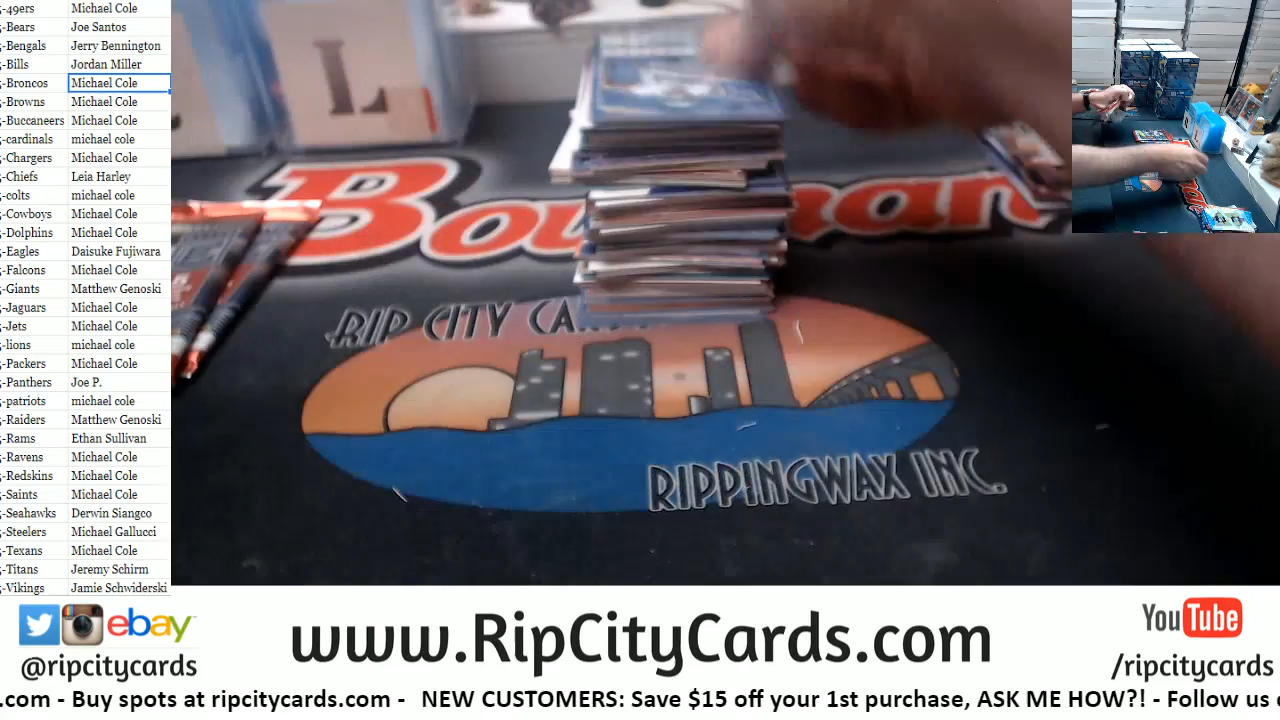 -49ers Michael Cole
-Bears Joe Santos
-Bengals Jerry Bennington
-Bills Jordan Miller
-Broncos Michael Cole
-Browns Michael Cole
-Buccaneers Michael Cole
-cardinals michael cole
-Chargers Michael Cole
-Chiefs Leia Harley
-colts michael cole
-Cowboys Michael Cole
-Dolphins Michael Cole
-Eagles Daisuke Fujiwara
-Falcons Michael Cole
-Giants Matthew Genoski
-Jaguars Michael Cole
-Jets Michael Cole
-lions michael cole
-Packers Michael Cole
-Panthers Joe P.
-patriots michael cole
-Raiders Matthew Genoski
-Rams Ethan Sullivan
-Ravens Michael Cole
-Redskins Michael Cole
-Saints Michael Cole
-Seahawks Derwin Siangco
-Steelers Michael Gallucci
-Texans Michael Cole
-Titans Jeremy Schirm
-Vikings Jamie Schwiderski
L
Bowman
RIP CITY CARDS
RIPPINGWAX INC.
ebay
@ripcitycards
www.RipCityCards.com
YouTube
/ripcitycards
.com - Buy spots at ripcitycards.com - NEW CUSTOMERS: Save $15 off your 1st purchase, ASK ME HOW?! - Follow us